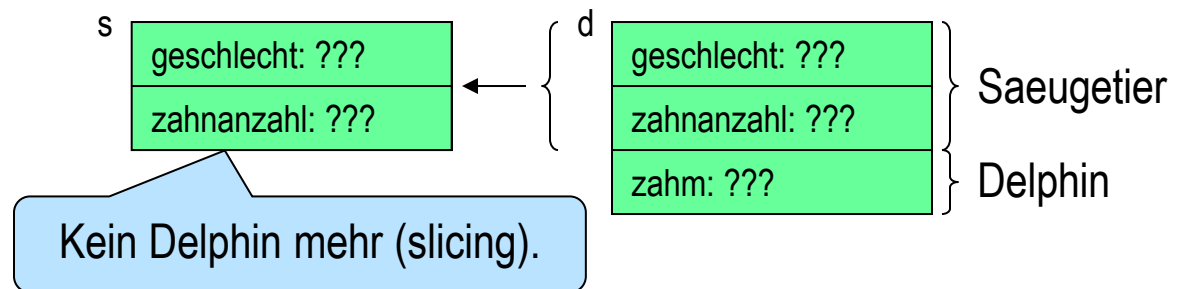 s
geschlecht: ???
zahnanzahl: ???
Kein Delphin mehr (slicing).
d
geschlecht: ???
zahnanzahl: ???
zahm: ???
Saeugetier
Delphin